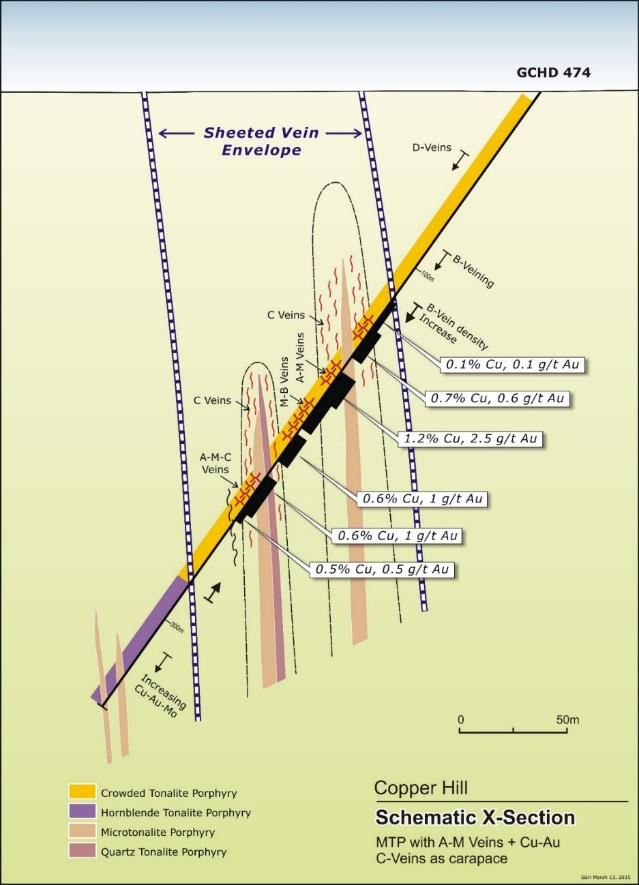 GCHD 474
Sheeted Vein
Envelope
D-Veins
B-Veining
100m
B-Vein density
Increase
C Veins
A-M Veins
M-B Veins
C Veins
A-M-C
Veins
0.1% Cu, 0.1 g/t Au
0.7% Cu, 0.6 g/t Au
1.2% Cu, 2.5 g/t Au
0.6% Cu, 1 g/t Au
0.6% Cu, 1 g/t Au
0.5% Cu, 0.5 g/t Au
300m
Increasing
Cu-Au-Mo
0 50m
Crowded Tonalite Porphyry
Hornblende Tonalite Porphyry
Microtonalite Porphyry
Quartz Tonalite Porphyry
Copper Hill
Schematic X-Section
MTP with A-M Veins + Cu-Au
C-Veins as carapace
SGH March 13, 2015